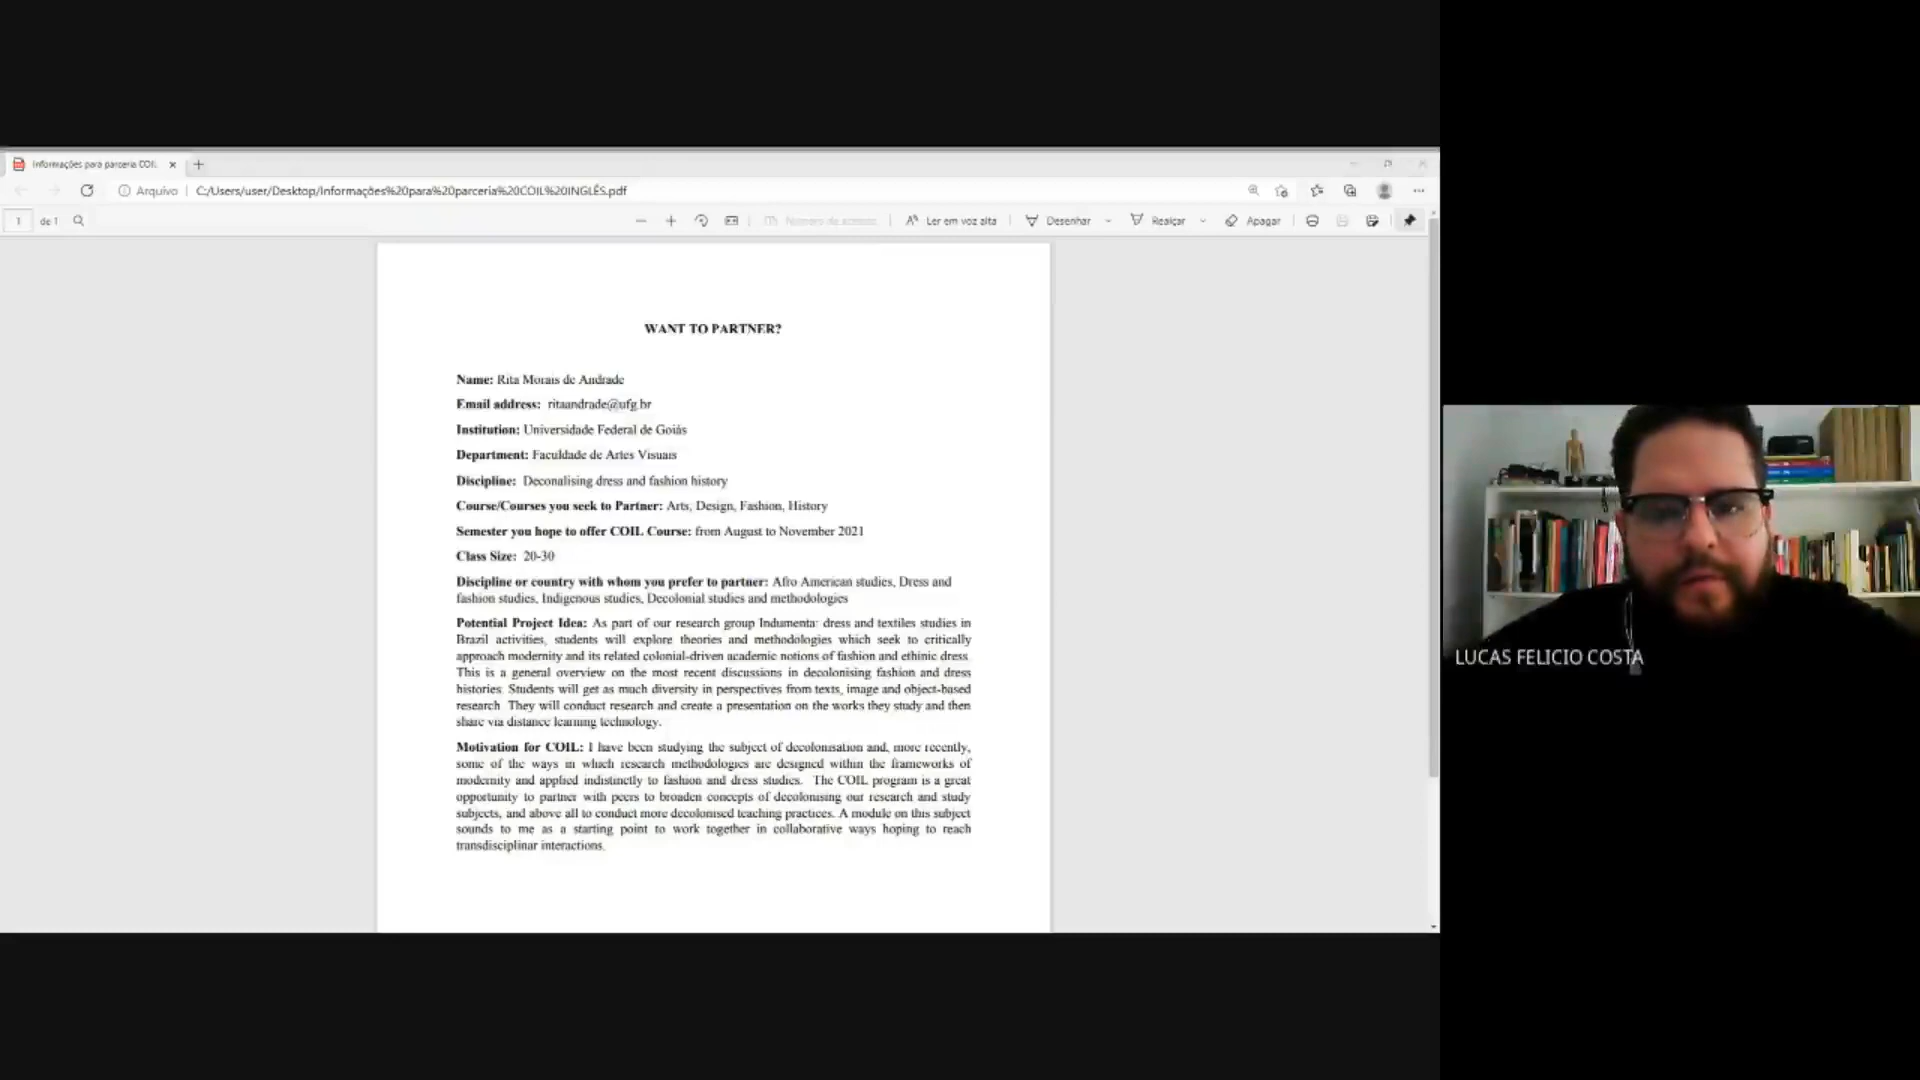 Informações para parceria COIL
Arquivo
C:/Users/user/Desktop/Informações%20para%20parceria%20COIL%20INGLÊS.pdf
1 de 1
Ler em voz alta
Desenhar
Realçar
Apagar
WANT TO PARTNER?
Name: Rita Morais de Andrade
Email address: ritaandrade@ufg.br
Institution: Universidade Federal de Goiás
Department: Faculdade de Artes Visuais
Discipline: Deconalising dress and fashion history
Course/Courses you seek to Partner: Arts, Design, Fashion, History
Semester you hope to offer COIL Course: from August to November 2021
Class Size: 20-30
Discipline or country with whom you prefer to partner: Afro American studies, Dress and
fashion studies, Indigenous studies, Decolonial studies and methodologies
Potential Project Idea: As part of our research group Indumenta: dress and textiles studies in
Brazil activities, students will explore theories and methodologies which seek to critically
approach modernity and its related colonial-driven academic notions of fashion and ethinic dress.
This is a general overview on the most recent discussions in decolonising fashion and dress
histories. Students will get as much diversity in perspectives from texts, image and object-based
research. They will conduct research and create a presentation on the works they study and then
share via distance learning technology.
Motivation for COIL: I have been studying the subject of decolonisation and, more recently,
some of the ways in which research methodologies are designed within the frameworks of
modernity and applied indistinctly to fashion and dress studies. The COIL program is a great
opportunity to partner with peers to broaden concepts of decolonising our research and study
subjects, and above all to conduct more decolonised teaching practices. A module on this subject
sounds to me as a starting point to work together in collaborative ways hoping to reach
transdisciplinar interactions.
LUCAS FELICIO COSTA